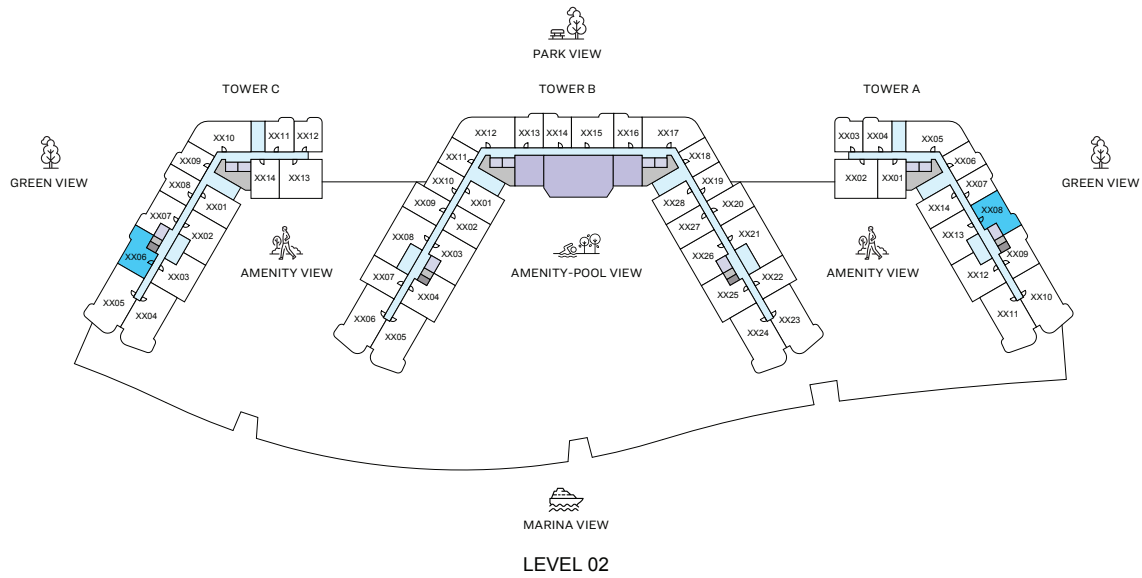 PARK VIEW
TOWER C
TOWER B
TOWER A
XX10
XX11
XX12
XX12
XX13
XX14
XX15
XX16
XX17
XX03
XX04
XX05
XX09
XX11
XX18
XX06
XX08
XX14
XX13
XX10
XX19
XX02
XX01
XX07
GREEN VIEW
GREEN VIEW
XX07
XX01
XX09
XX01
XX28
XX20
XX14
XX08
XX06
XX02
XX08
XX02
XX27
XX21
XX13
XX09
XX03
XX07
XX03
XX26
XX22
XX12
XX10
AMENITY VIEW
AMENITY-POOL VIEW
AMENITY VIEW
XX05
XX04
XX06
XX04
XX25
XX23
XX11
XX05
XX24
MARINA VIEW
LEVEL 02